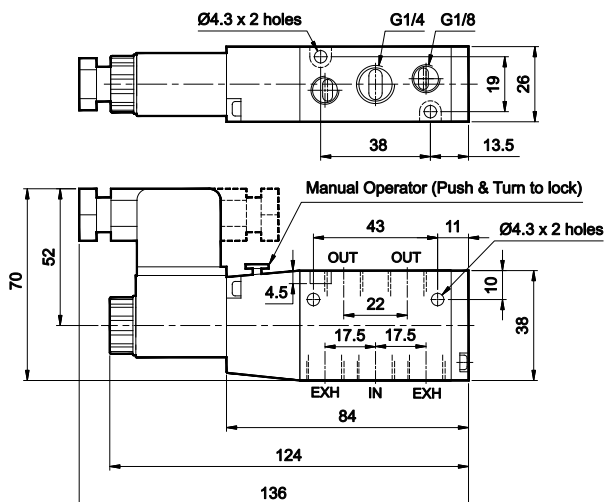 Ø4.3 x 2 holes
G1/4
G1/8
19
26
38
13.5
Manual Operator (Push & Turn to lock)
43
11
Ø4.3 x 2 holes
OUT
OUT
70
52
4.5
22
10
38
17.5
17.5
EXH
IN
EXH
84
124
136